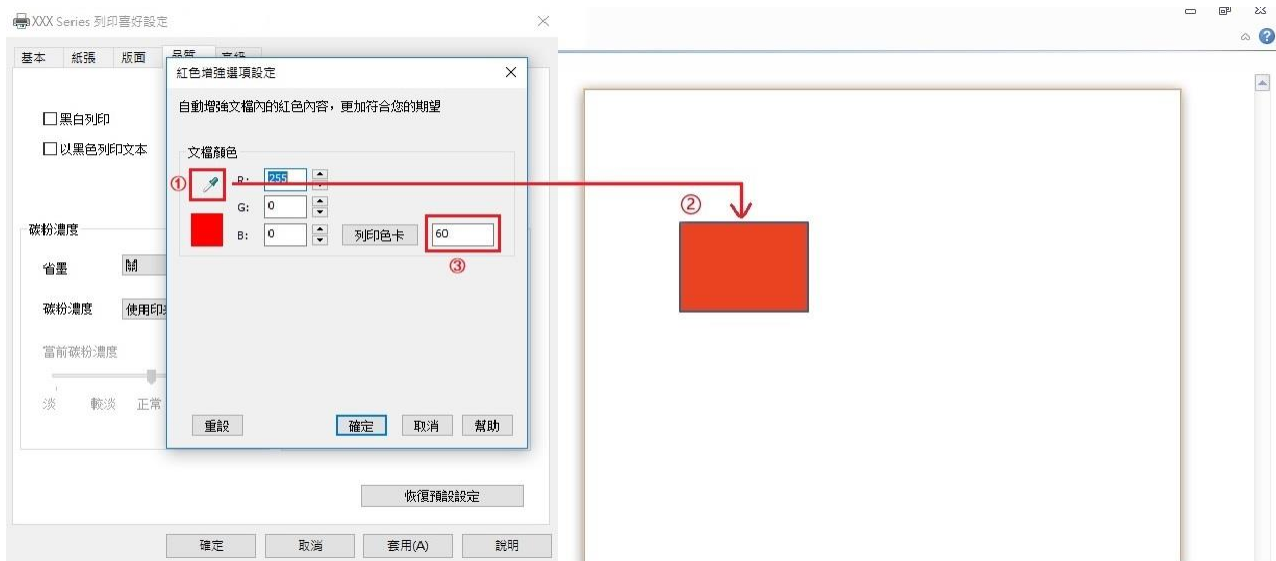 XXX Series 列印喜好設定
基本 紙張 版面 品質 高級
黑白列印
以黑色列印文本
碳粉濃度
省墨 關
碳粉濃度 使用印
當前碳粉濃度
淡 較淡 正常
恢復預設設定
確定 取消 套用(A) 說明
紅色增強選項設定
自動增強文檔內的紅色內容，更加符合您的期望
文檔顏色
① R: 255
G: 0
B: 0 列印色卡 60
③
重設 確定 取消 幫助
②